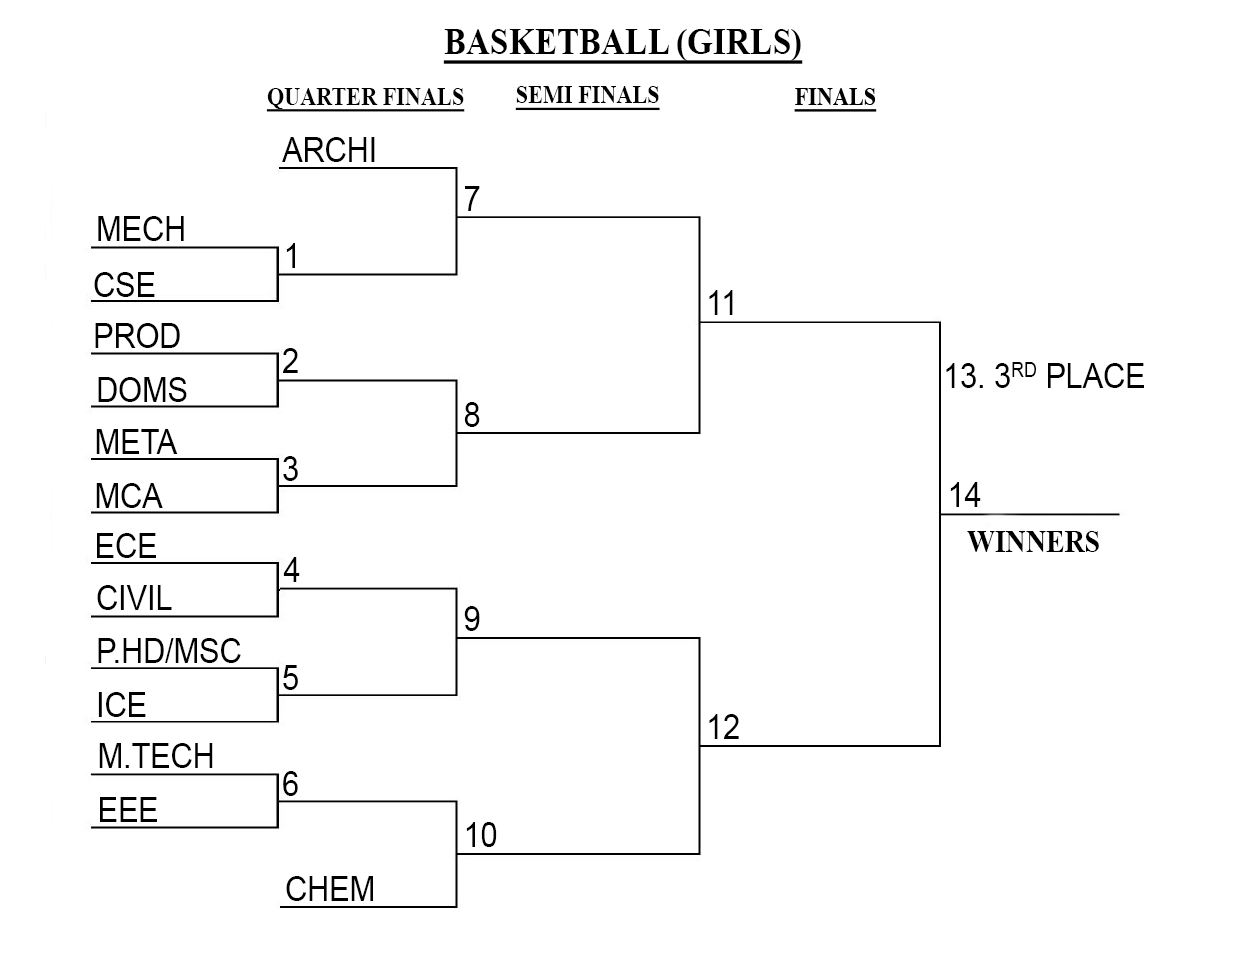 BASKETBALL (GIRLS)
QUARTER FINALS
SEMI FINALS
FINALS
ARCHI
7
MECH
1
CSE
11
PROD
2
13. 3RD PLACE
DOMS
8
META
3
MCA
14
WINNERS
ECE
4
CIVIL
9
P.HD/MSC
5
ICE
12
M.TECH
6
EEE
10
CHEM